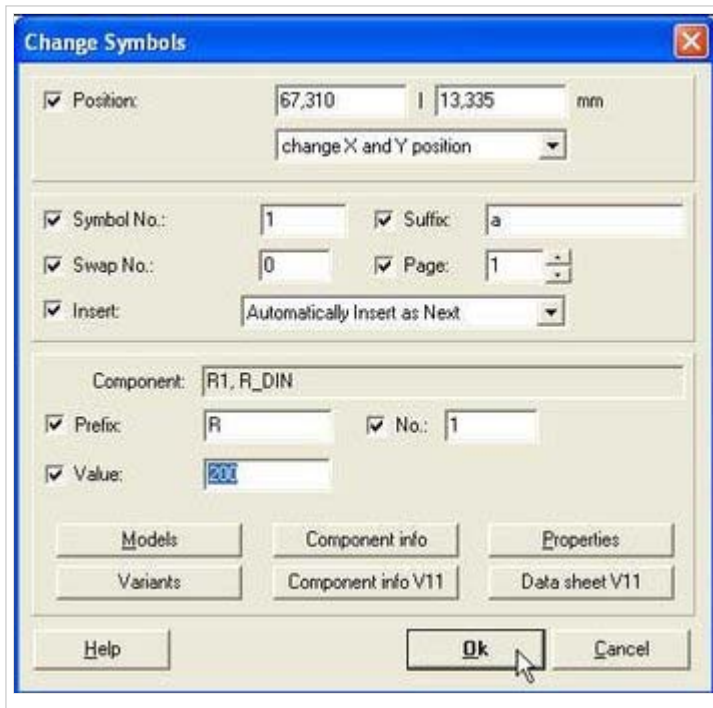 Change Symbols
Position: 67,310 | 13,335 mm
change X and Y position
Symbol No.: 1 Suffix: a
Swap No.: 0 Page: 1
Insert: Automatically Insert as Next
Component: R1, R_DIN
Prefix: R No.: 1
Value: 200
Models Component info Properties
Variants Component info V11 Data sheet V11
Help Ok Cancel